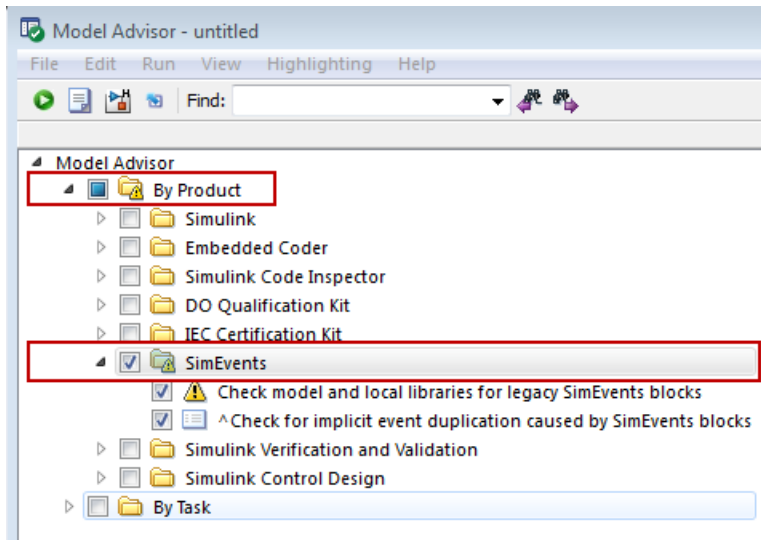 Model Advisor - untitled
File Edit Run View Highlighting Help
Find:
Model Advisor
By Product
Simulink
Embedded Coder
Simulink Code Inspector
DO Qualification Kit
IEC Certification Kit
SimEvents
Check model and local libraries for legacy SimEvents blocks
^Check for implicit event duplication caused by SimEvents blocks
Simulink Verification and Validation
Simulink Control Design
By Task